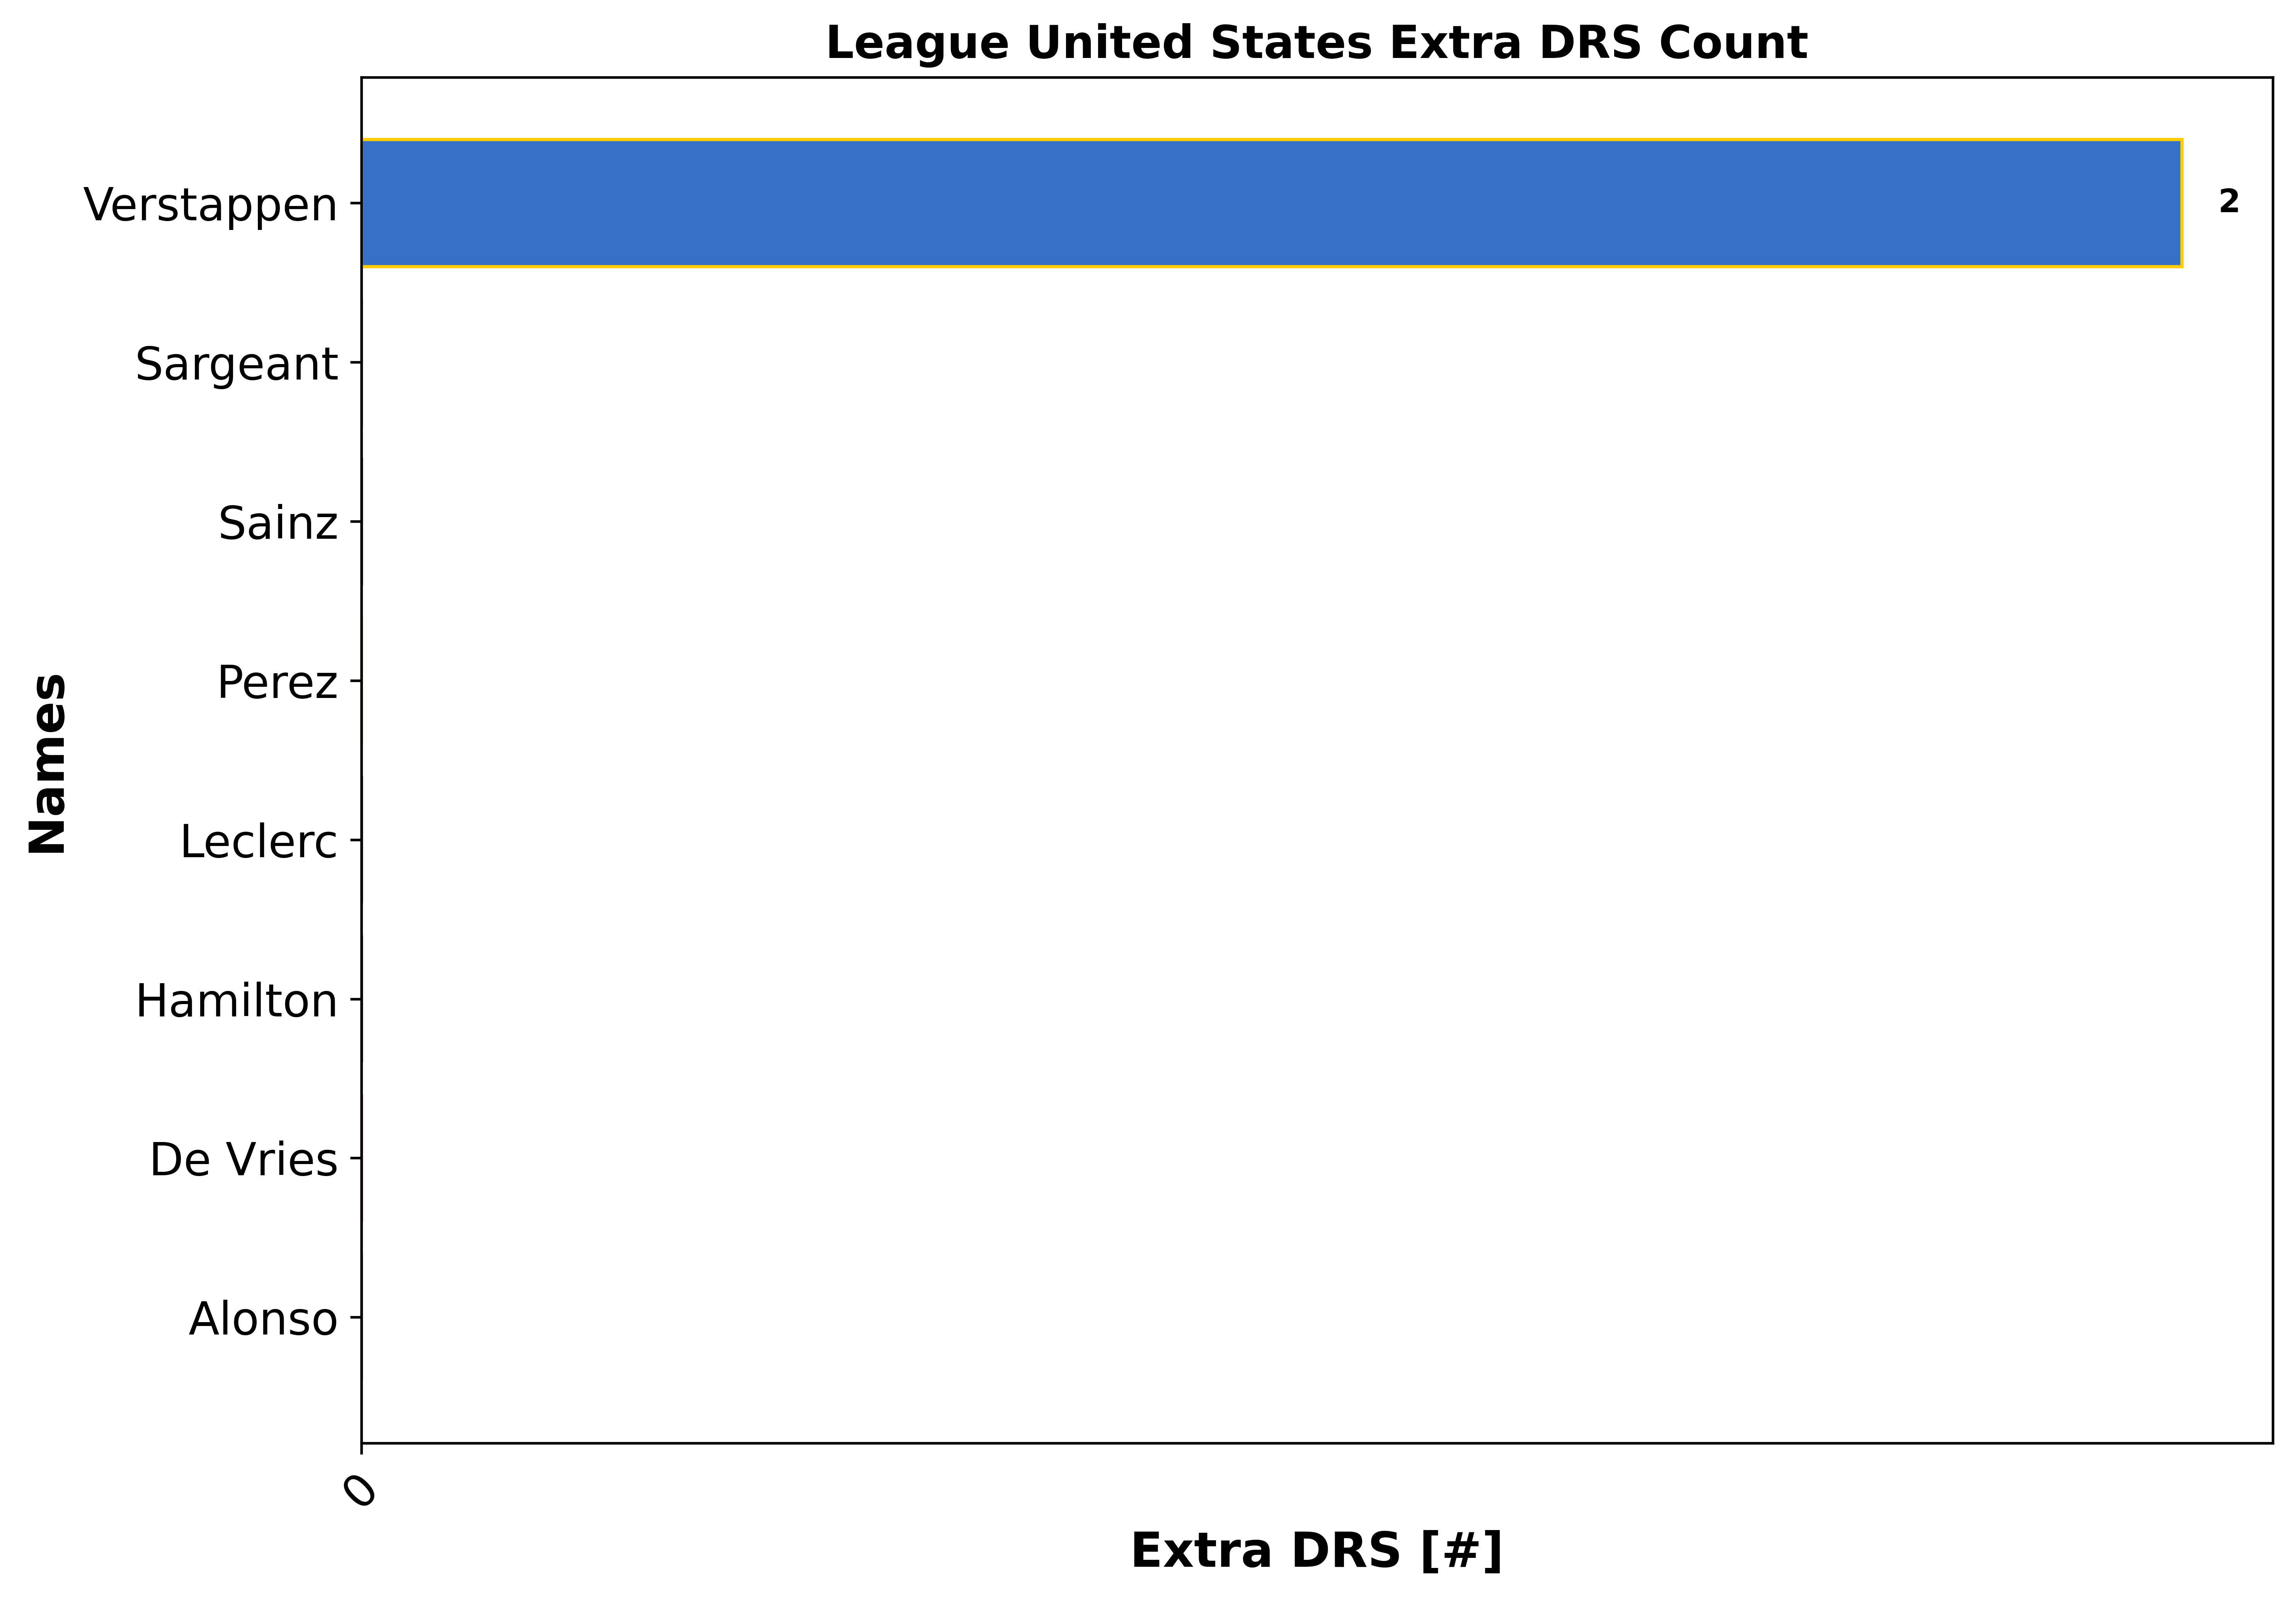 League United States Extra DRS Count
Verstappen
2
Sargeant
Sainz
Perez
Leclerc
Hamilton
De Vries
Alonso
Names
0
Extra DRS [#]